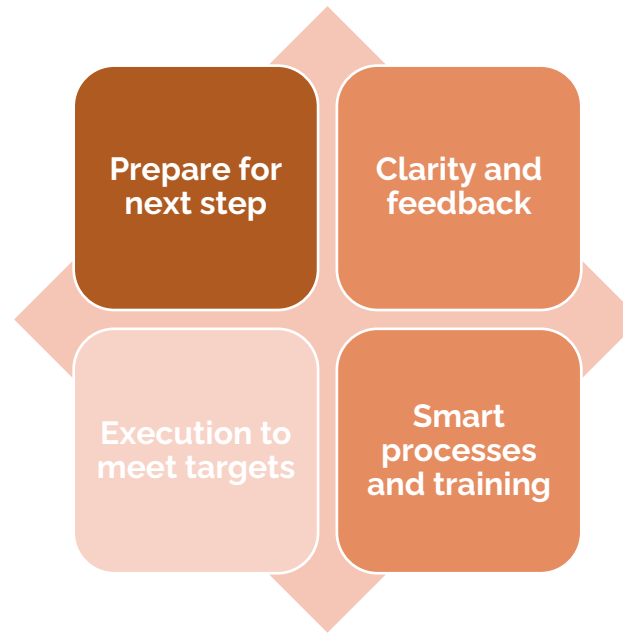 Prepare for
next step
Clarity and
feedback
Execution to
meet targets
Smart
processes
and training